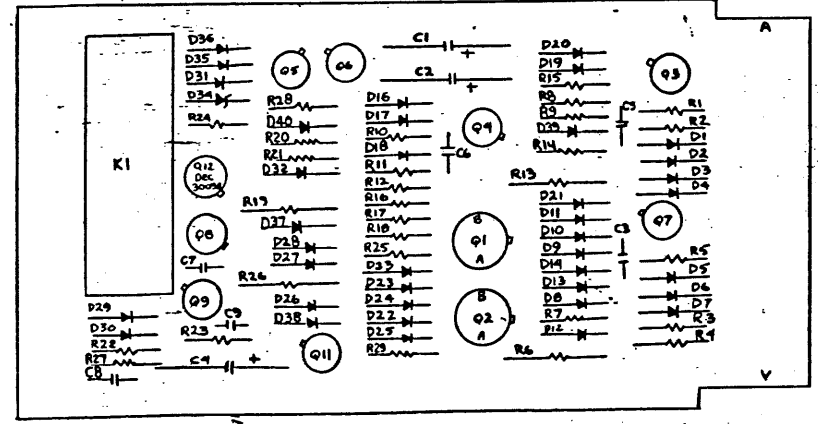 D36
D35
D31
D34
R24
K1
Q12
DEC
Q8
C7
Q9
C9
R23
C4
D29
D30
R22
R27
C8
Q5
Q6
R28
D40
R20
R21
D32
R19
D37
D28
D27
R26
D26
D38
Q11
C1
+
C2
+
D16
D17
R10
D18
R11
R12
R16
R17
R18
R25
D33
D23
D24
D22
D25
R29
+
C6
Q4
B
Q1
A
B
Q2
A
D20
D19
R15
R8
R9
D39
R14
R13
D21
D11
D10
D9
D14
D13
D8
R7
D12
R6
C5
C3
Q3
R1
R2
D1
D2
D3
D4
Q7
R5
D5
D6
D7
R3
R4
A
V